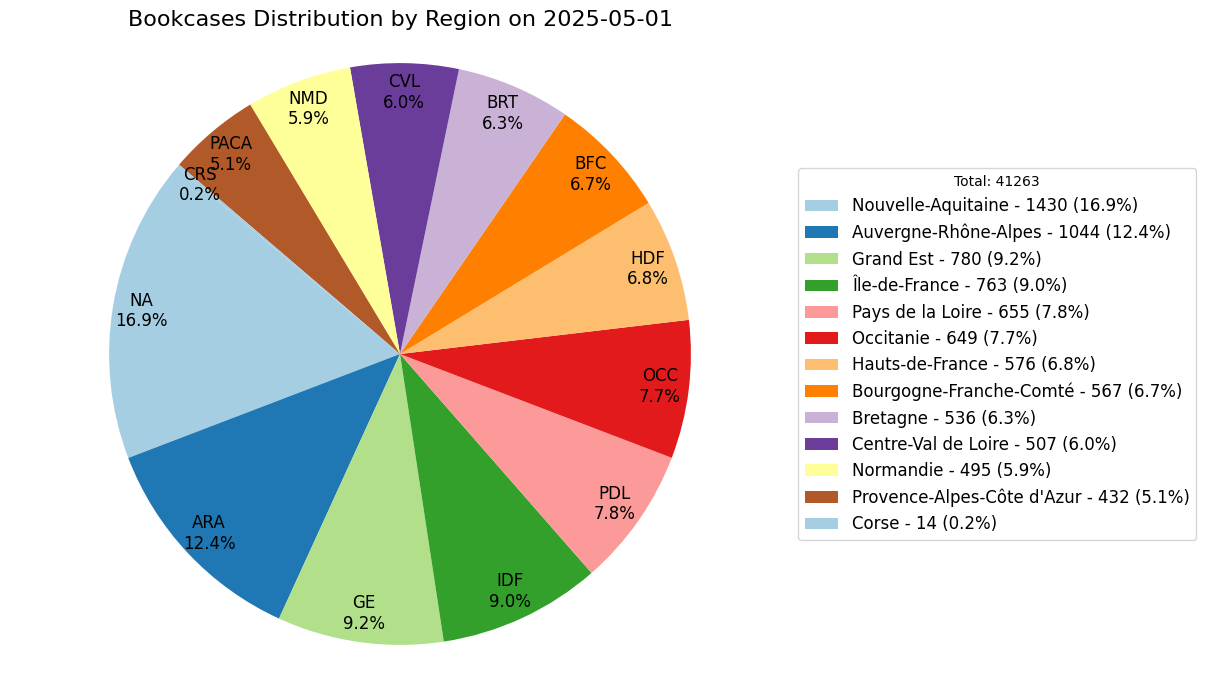 Bookcases Distribution by Region on 2025-05-01
CVL
6.0%
BRT
6.3%
NMD
5.9%
BFC
6.7%
PACA
5.1%
CRS
0.2%
HDF
6.8%
NA
16.9%
OCC
7.7%
PDL
7.8%
ARA
12.4%
IDF
9.0%
GE
9.2%
Total: 41263
Nouvelle-Aquitaine - 1430 (16.9%)
Auvergne-Rhône-Alpes - 1044 (12.4%)
Grand Est - 780 (9.2%)
Île-de-France - 763 (9.0%)
Pays de la Loire - 655 (7.8%)
Occitanie - 649 (7.7%)
Hauts-de-France - 576 (6.8%)
Bourgogne-Franche-Comté - 567 (6.7%)
Bretagne - 536 (6.3%)
Centre-Val de Loire - 507 (6.0%)
Normandie - 495 (5.9%)
Provence-Alpes-Côte d'Azur - 432 (5.1%)
Corse - 14 (0.2%)